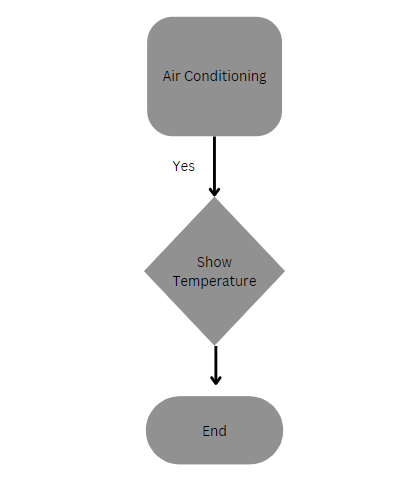 Air Conditioning
Yes
Show
Temperature
End